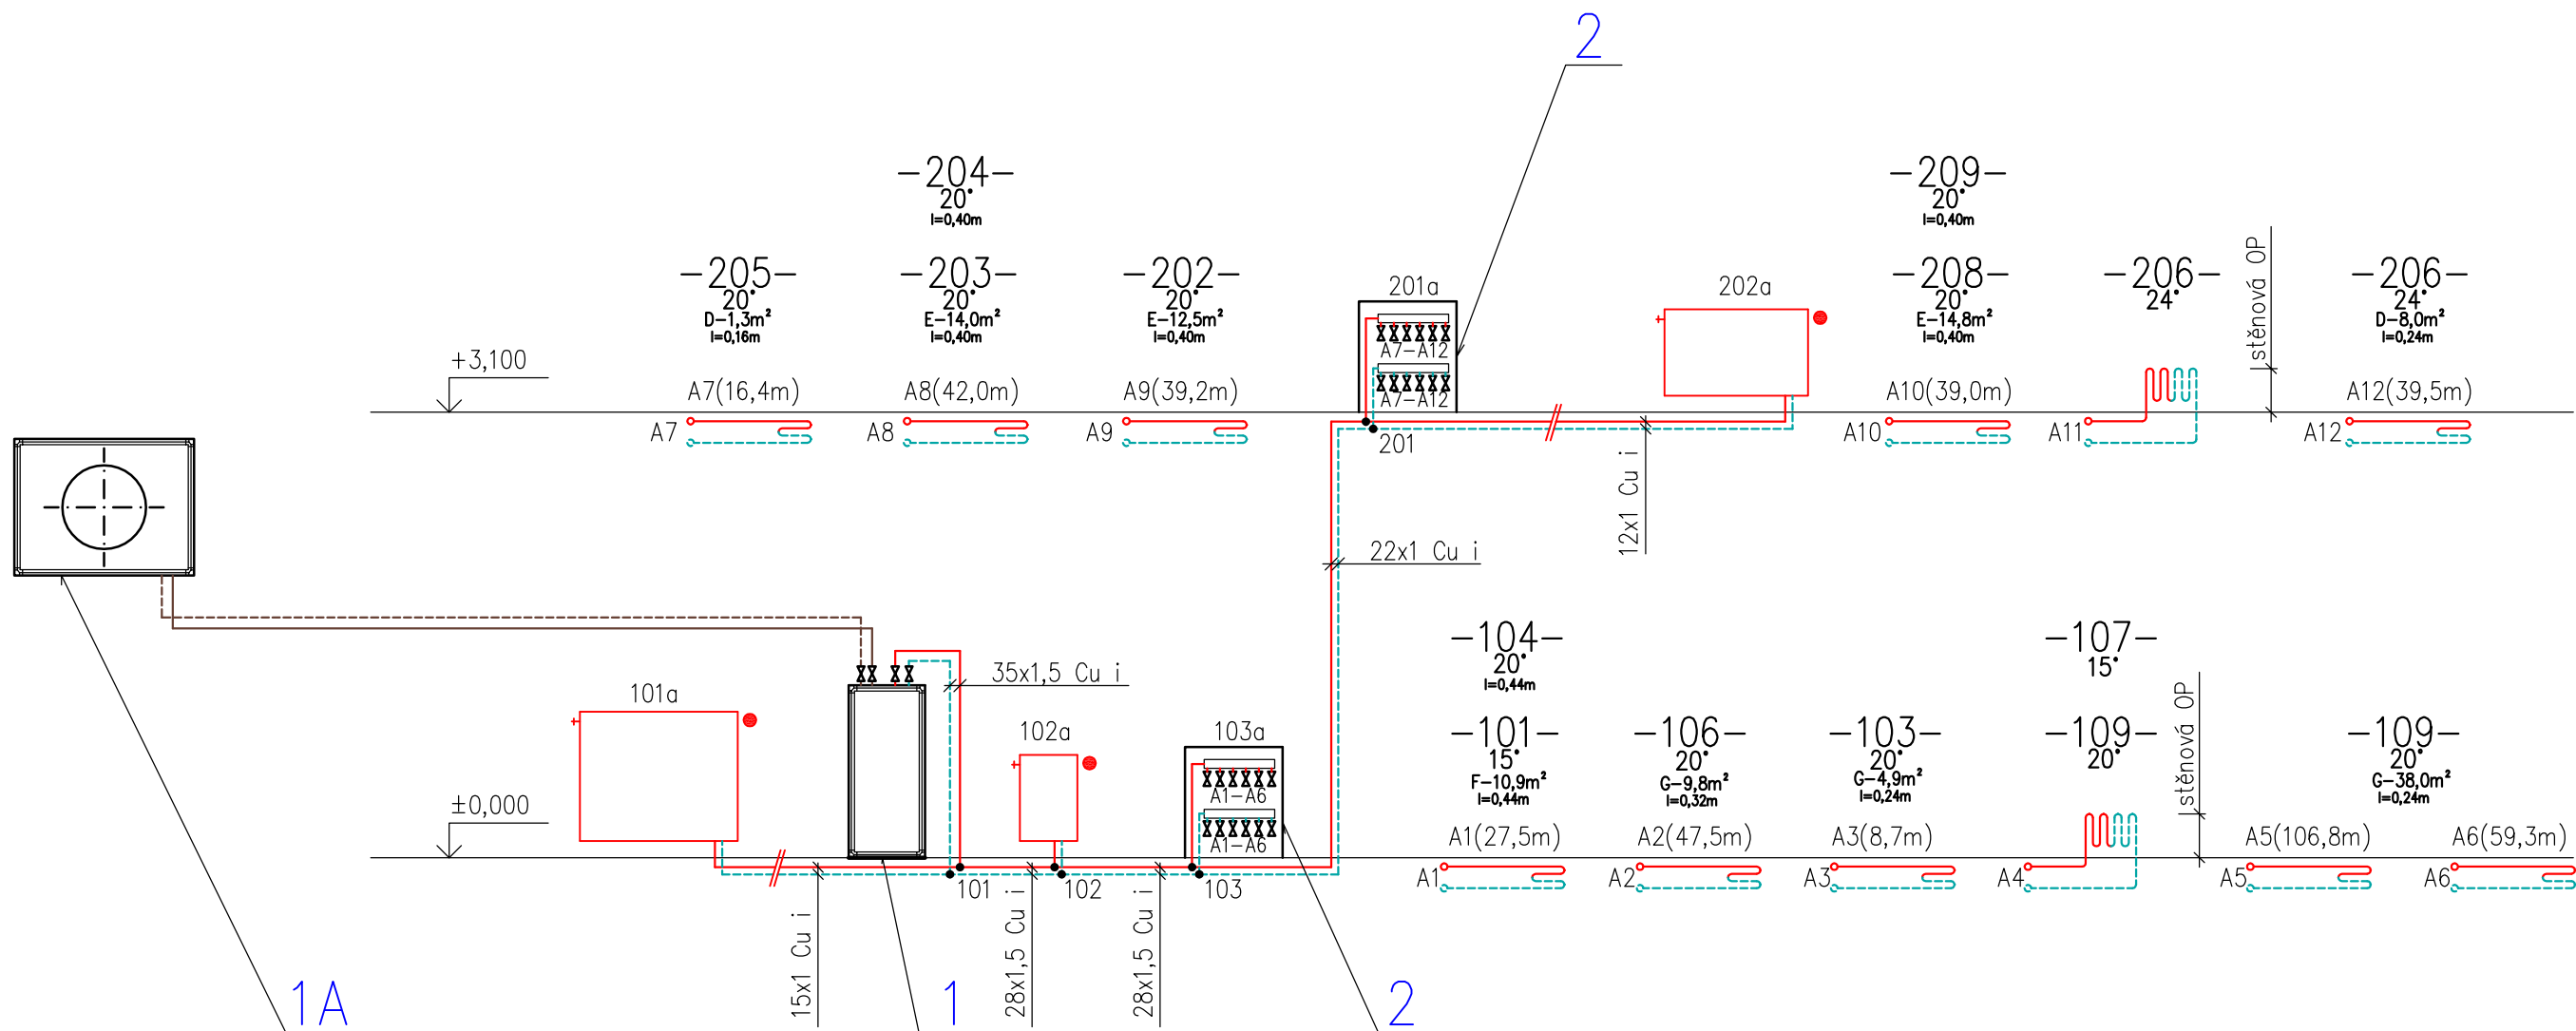 2
-204-
20°
l=0,40m
-209-
20°
l=0,40m
-205-
20°
D-1,3m²
l=0,16m
-203-
20°
E-14,0m²
l=0,40m
-202-
20°
E-12,5m²
l=0,40m
201a
A7-A12
A7-A12
202a
-208-
20°
E-14,8m²
l=0,40m
-206-
24°
stěnová OP
-206-
24°
D-8,0m²
l=0,24m
+3,100
A7(16,4m)
A8(42,0m)
A9(39,2m)
A10(39,0m)
A12(39,5m)
A7
A8
A9
201
A10
A11
A12
12x1 Cu i
22x1 Cu i
-104-
20°
l=0,44m
-107-
15°
35x1,5 Cu i
101a
102a
103a
A1-A6
A1-A6
-101-
15°
F-10,9m²
l=0,44m
-106-
20°
G-9,8m²
l=0,32m
-103-
20°
G-4,9m²
l=0,24m
-109-
20°
stěnová OP
-109-
20°
G-38,0m²
l=0,24m
±0,000
A1(27,5m)
A2(47,5m)
A3(8,7m)
A5(106,8m)
A6(59,3m)
101
102
103
A1
A2
A3
A4
A5
A6
15x1 Cu i
28x1,5 Cu i
28x1,5 Cu i
1A
1
2